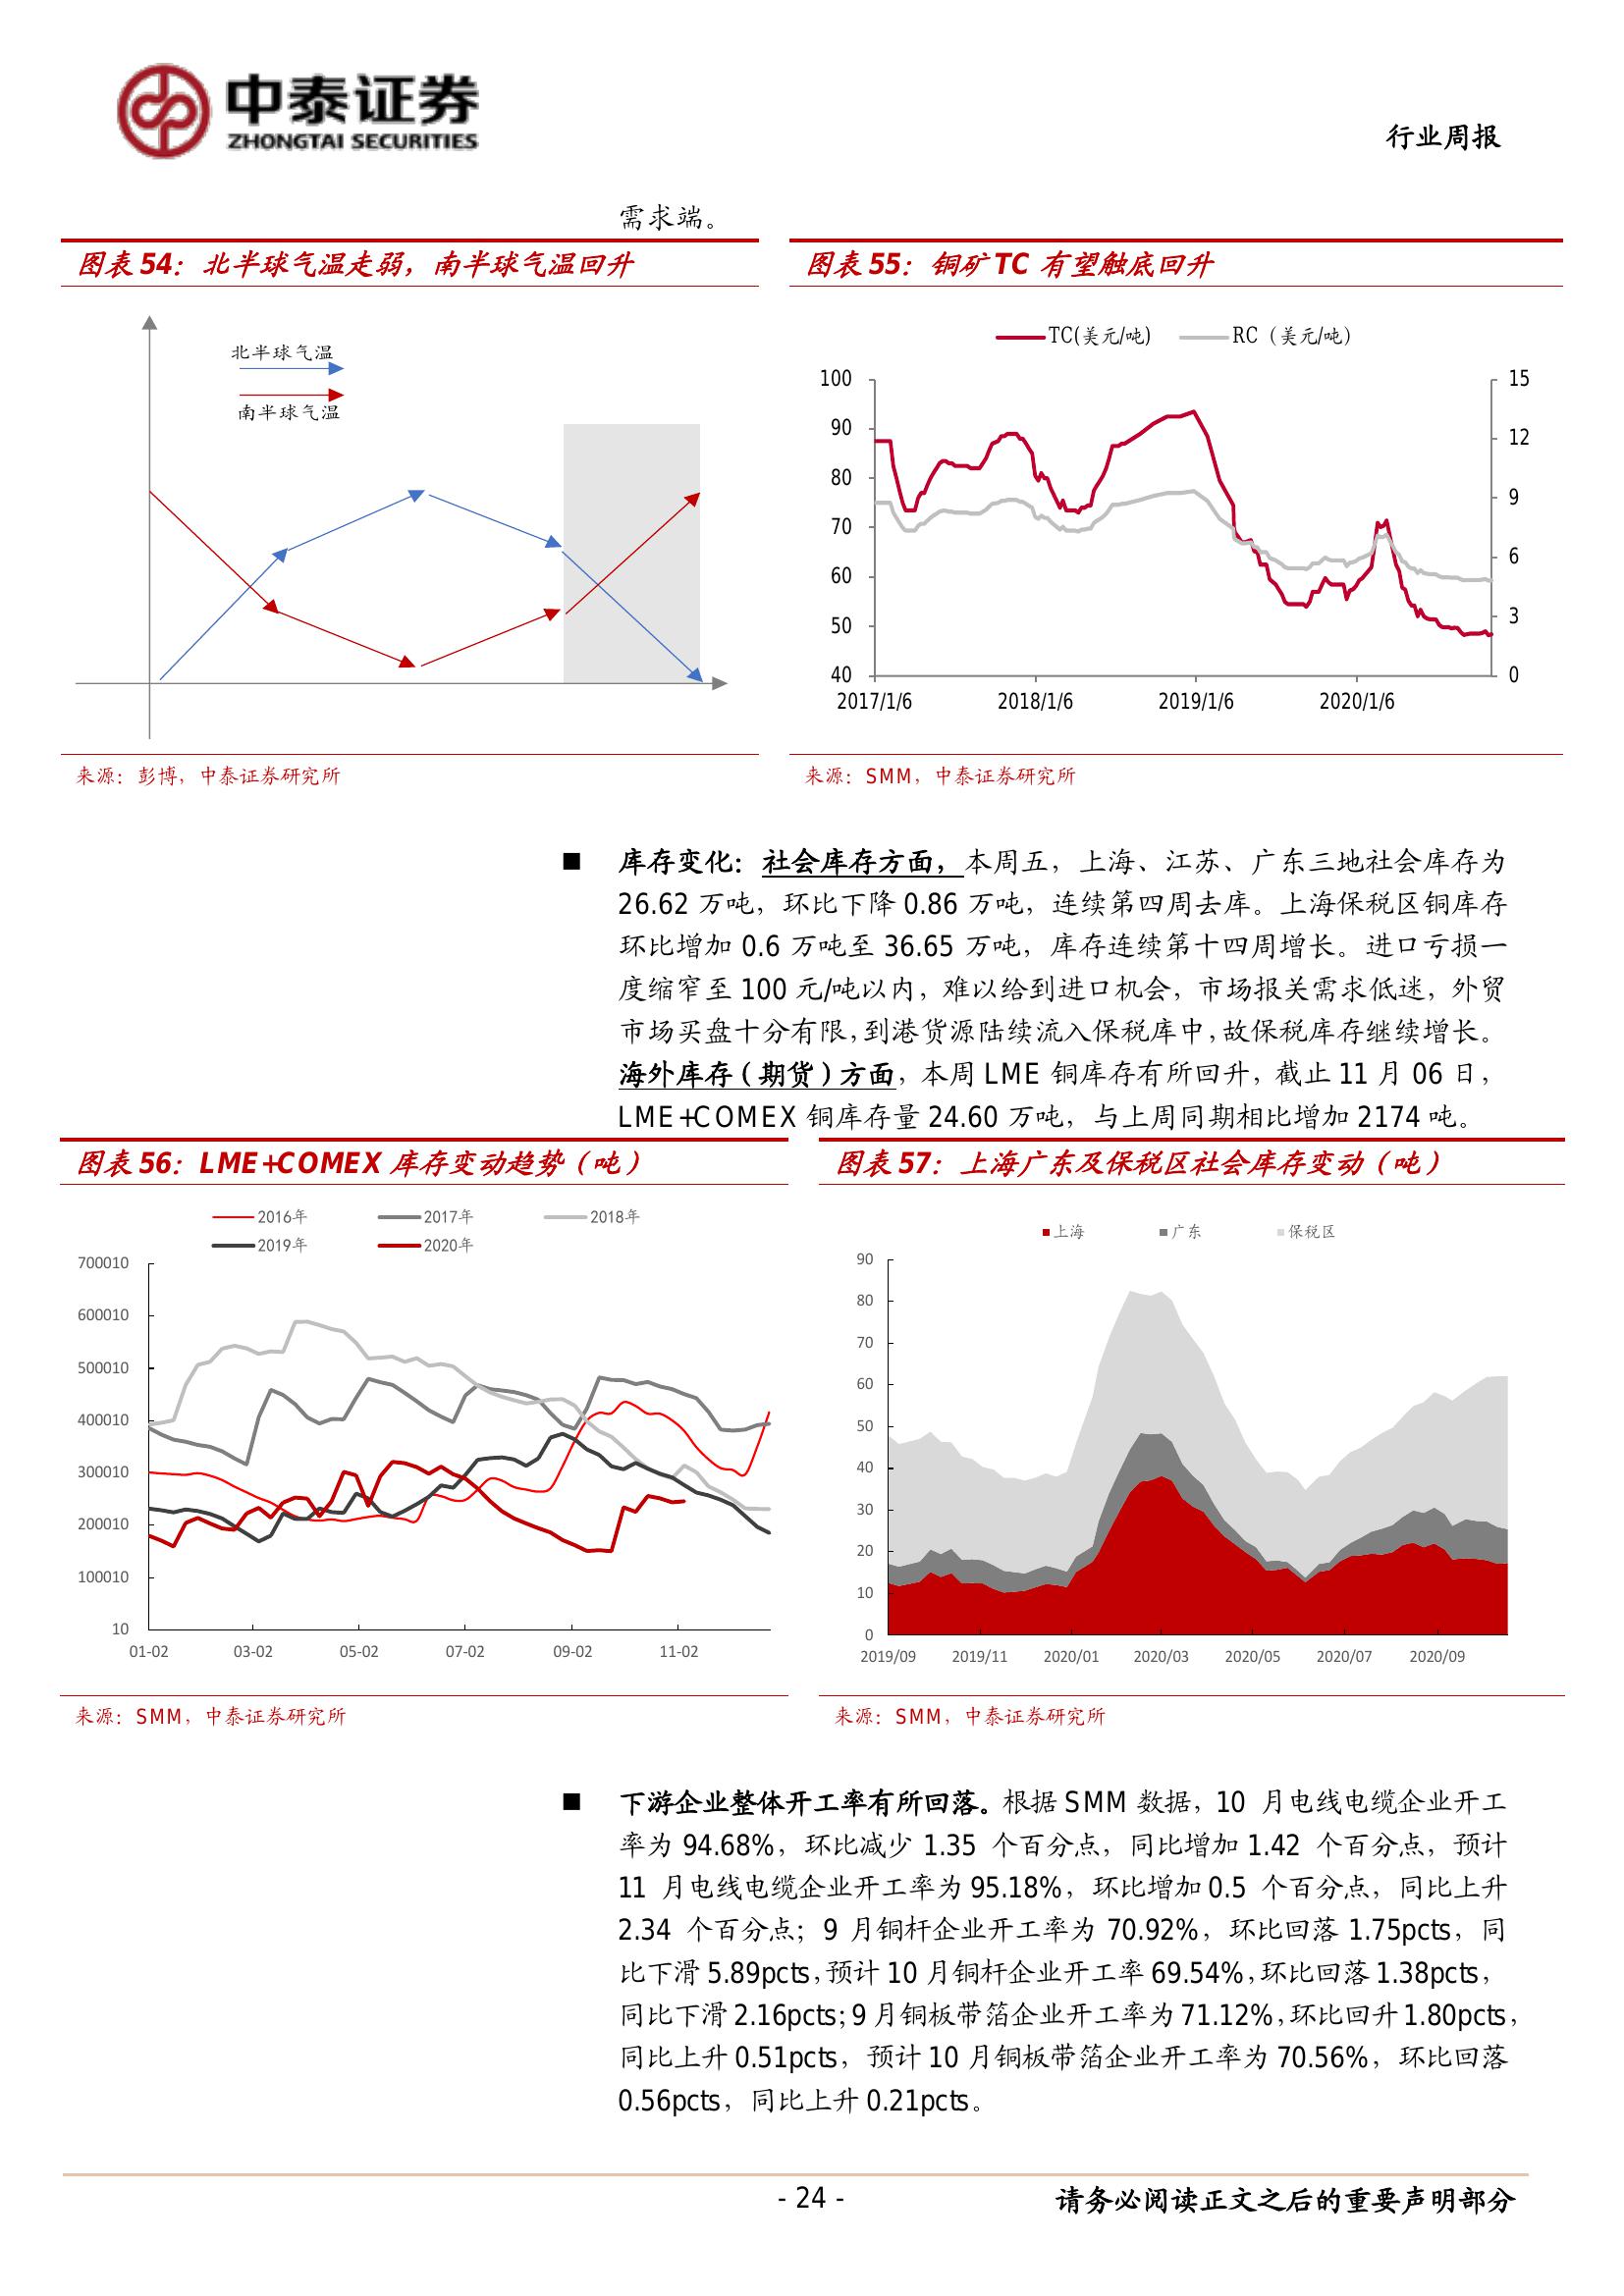 中泰证券
ZHONGTAI SECURITIES
行业周报
需求端。
图表 54：北半球气温走弱，南半球气温回升
北半球气温
南半球气温
来源：彭博，中泰证券研究所
图表 55：铜矿 TC 有望触底回升
TC(美元/吨) RC（美元/吨）
100 15
90 12
80 9
70 6
60 3
50 0
40
2017/1/6 2018/1/6 2019/1/6 2020/1/6
来源：SMM，中泰证券研究所
■ 库存变化：社会库存方面，本周五，上海、江苏、广东三地社会库存为
26.62 万吨，环比下降 0.86 万吨，连续第四周去库。上海保税区铜库存
环比增加 0.6 万吨至 36.65 万吨，库存连续第十四周增长。进口亏损一
度缩窄至 100 元/吨以内，难以给到进口机会，市场报关需求低迷，外贸
市场买盘十分有限，到港货源陆续流入保税库中，故保税库存继续增长。
海外库存（期货）方面，本周 LME 铜库存有所回升，截止 11 月 06 日，
LME+COMEX 铜库存量 24.60 万吨，与上周同期相比增加 2174 吨。
图表 56：LME+COMEX 库存变动趋势（吨）
2016年 2017年 2018年
2019年 2020年
700010
600010
500010
400010
300010
200010
100010
10
01-02 03-02 05-02 07-02 09-02 11-02
来源：SMM，中泰证券研究所
图表 57：上海广东及保税区社会库存变动（吨）
上海 广东 保税区
90
80
70
60
50
40
30
20
10
0
2019/09 2019/11 2020/01 2020/03 2020/05 2020/07 2020/09
来源：SMM，中泰证券研究所
■ 下游企业整体开工率有所回落。根据 SMM 数据，10 月电线电缆企业开工
率为 94.68%，环比减少 1.35 个百分点，同比增加 1.42 个百分点，预计
11 月电线电缆企业开工率为 95.18%，环比增加 0.5 个百分点，同比上升
2.34 个百分点；9 月铜杆企业开工率为 70.92%，环比回落 1.75pcts，同
比下滑 5.89pcts，预计 10 月铜杆企业开工率 69.54%，环比回落 1.38pcts，
同比下滑 2.16pcts；9 月铜板带箔企业开工率为 71.12%，环比回升 1.80pcts，
同比上升 0.51pcts，预计 10 月铜板带箔企业开工率为 70.56%，环比回落
0.56pcts，同比上升 0.21pcts。
- 24 -
请务必阅读正文之后的重要声明部分